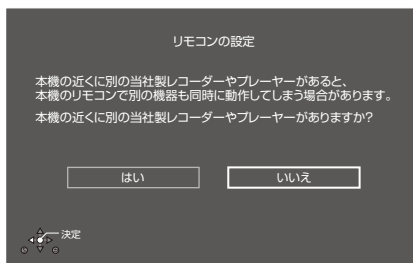 リモコンの設定
本機の近くに別の当社製レコーダーやプレーヤーがあると、
本機のリモコンで別の機器も同時に動作してしまう場合があります。
本機の近くに別の当社製レコーダーやプレーヤーがありますか?
はい
いいえ
決定